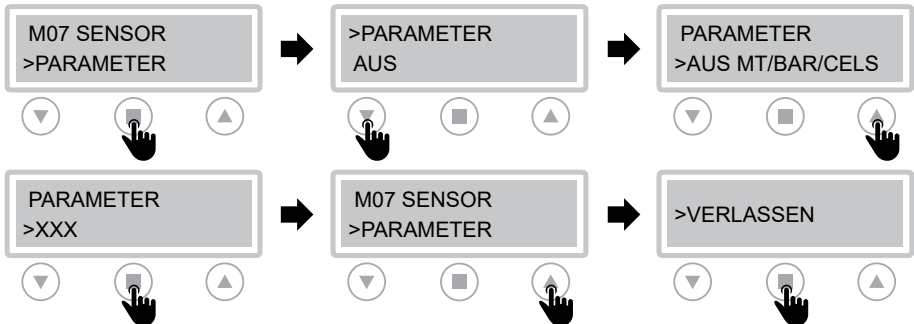 M07 SENSOR
>PARAMETER
>PARAMETER
AUS
PARAMETER
>AUS MT/BAR/CELS
PARAMETER
>XXX
M07 SENSOR
>PARAMETER
>VERLASSEN